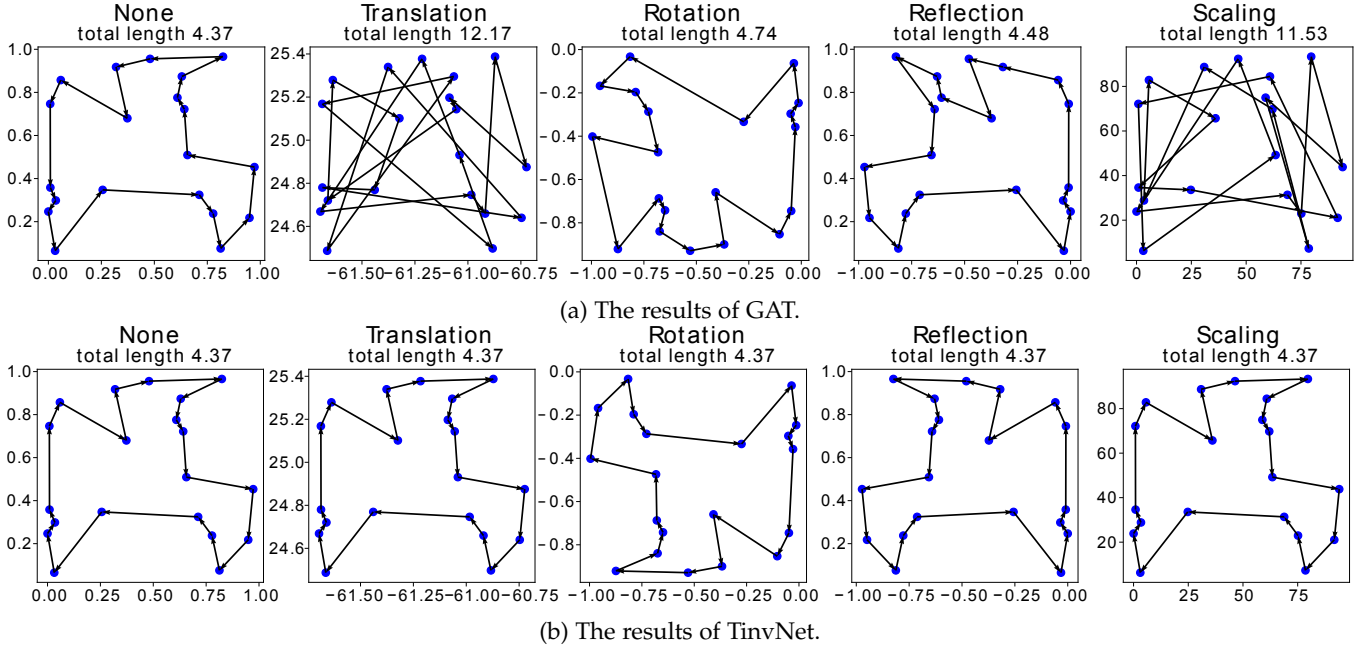 None Translation Rotation Reflection Scaling
total length 4.37 total length 12.17 total length 4.74 total length 4.48 total length 11.53
1.0 25.4 0.0 1.0
0.8 25.2 −0.2 0.8 80
0.6 25.0 −0.4 0.6 60
0.4 24.8 −0.6 0.4 40
0.2 24.6 −0.8 0.2 20
0.00 0.25 0.50 0.75 1.00 −61.50 −61.25 −61.00 −60.75 −1.00 −0.75 −0.50 −0.25 0.00 −1.00 −0.75 −0.50 −0.25 0.00 0 25 50 75
(a) The results of GAT.
None Translation Rotation Reflection Scaling
total length 4.37 total length 4.37 total length 4.37 total length 4.37 total length 4.37
1.0 25.4 0.0 1.0
0.8 25.2 −0.2 0.8 80
0.6 25.0 −0.4 0.6 60
0.4 24.8 −0.6 0.4 40
0.2 24.6 −0.8 0.2 20
0.00 0.25 0.50 0.75 1.00 −61.50 −61.25 −61.00 −60.75 −1.00 −0.75 −0.50 −0.25 0.00 −1.00 −0.75 −0.50 −0.25 0.00 0 25 50 75
(b) The results of TinvNet.